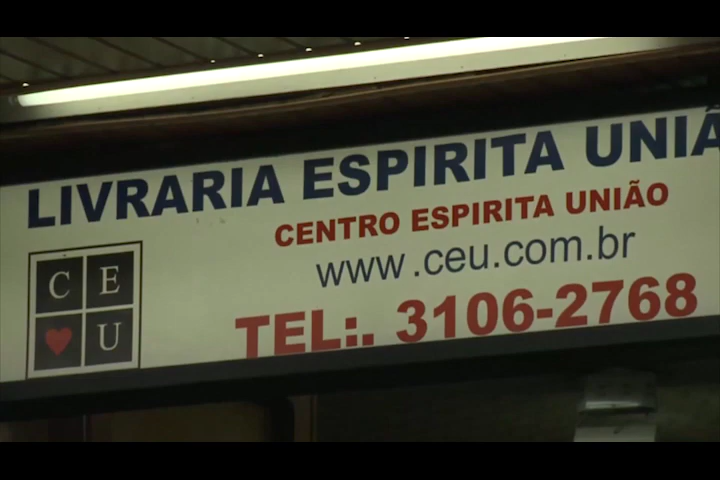 LIVRARIA ESPIRITA UNIÃ
CENTRO ESPIRITA UNIÃO
www.ceu.com.br
TEL:. 3106-2768
C E
U